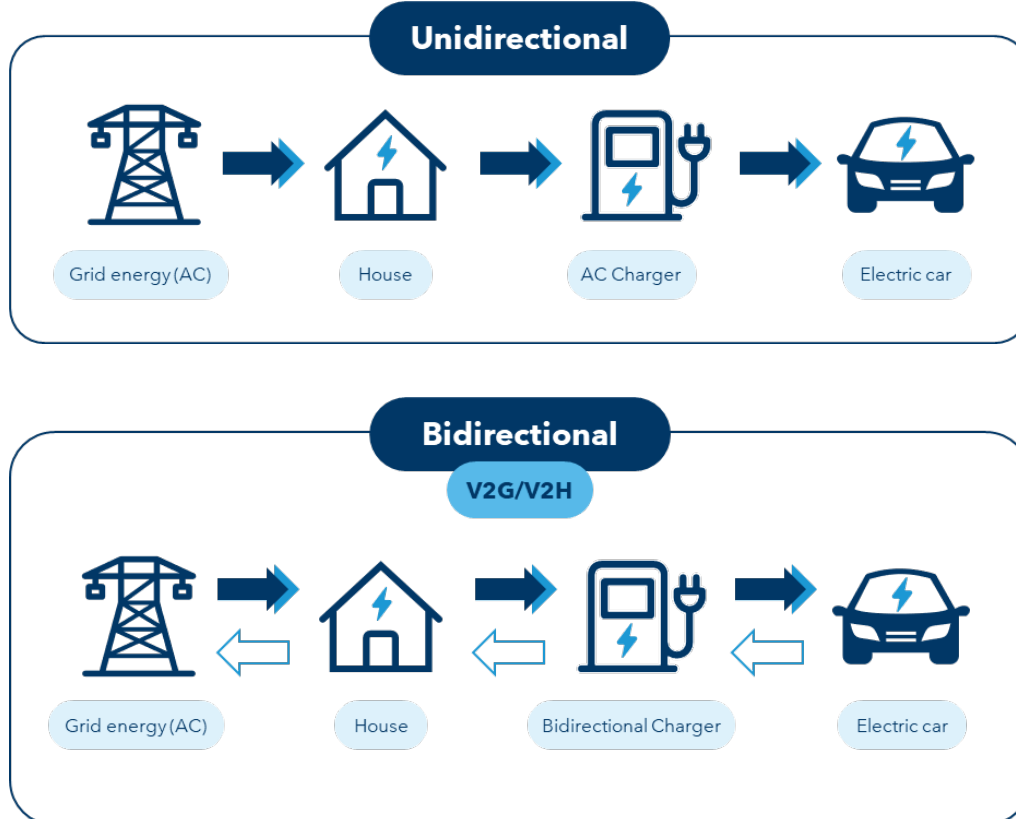 Unidirectional
Grid energy (AC)
House
AC Charger
Electric car
Bidirectional
V2G/V2H
Grid energy (AC)
House
Bidirectional Charger
Electric car